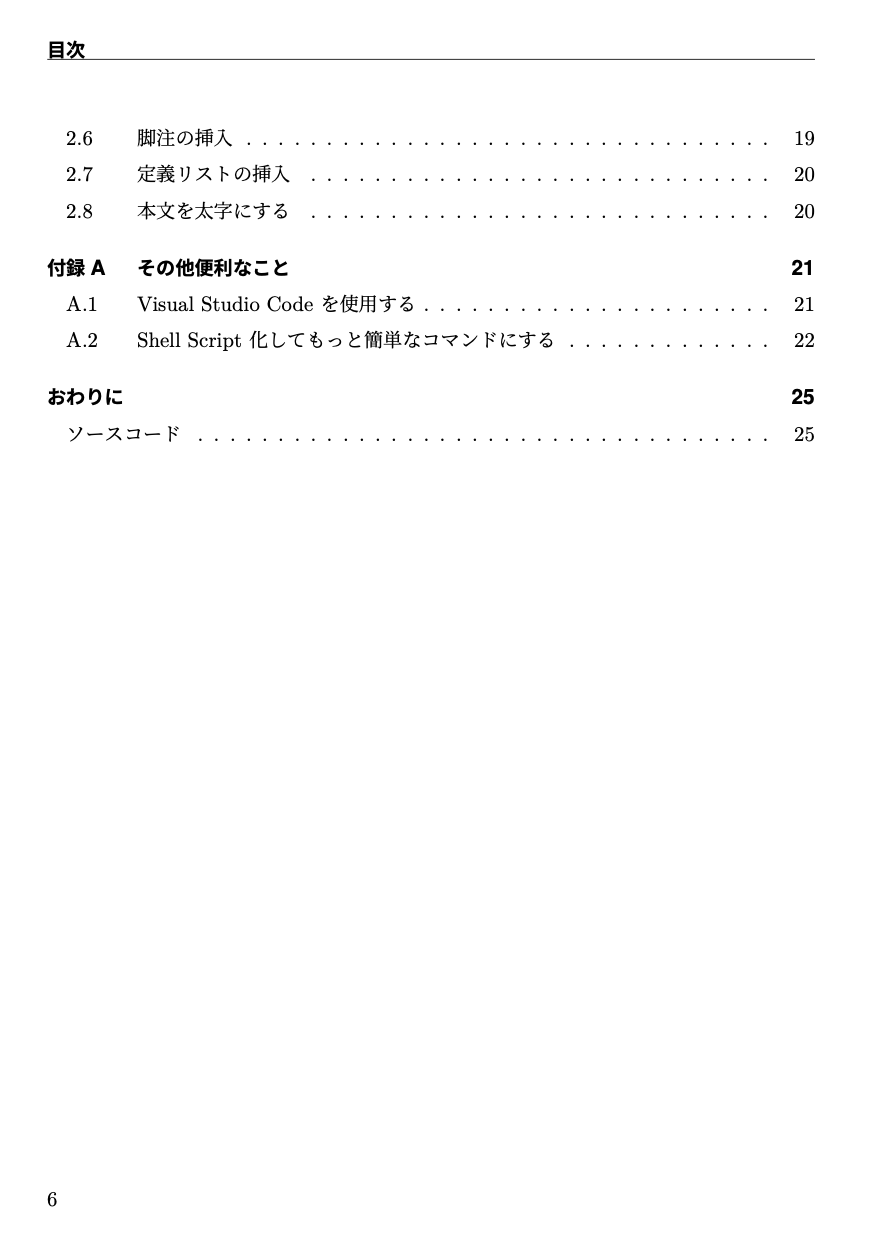 目次
2.6 脚注の挿入 . . . . . . . . . . . . . . . . . . . . . . . . . . . . . . . . . 19
2.7 定義リストの挿入 . . . . . . . . . . . . . . . . . . . . . . . . . . . . . 20
2.8 本文を太字にする . . . . . . . . . . . . . . . . . . . . . . . . . . . . . 20
付録 A その他便利なこと 21
A.1 Visual Studio Code を使用する . . . . . . . . . . . . . . . . . . . . . . 21
A.2 Shell Script 化してもっと簡単なコマンドにする . . . . . . . . . . . . . 22
おわりに 25
ソースコード . . . . . . . . . . . . . . . . . . . . . . . . . . . . . . . . . . . . 25
6